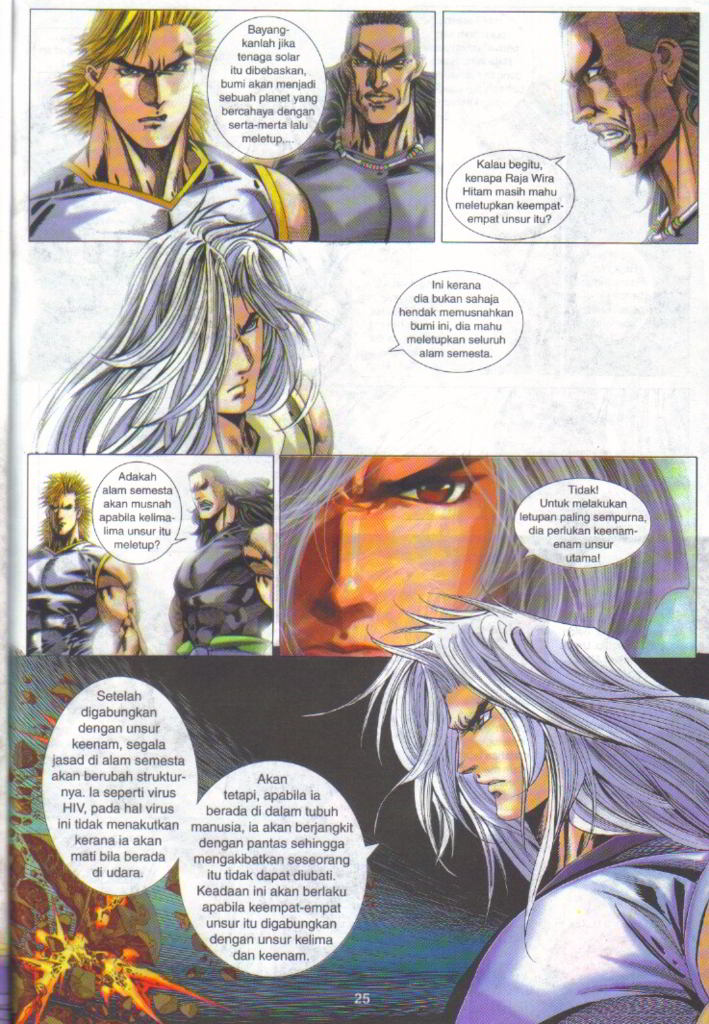 Bayang-
kanlah jika
tenaga solar
itu dibebaskan,
bumi akan menjadi
sebuah planet yang
bercahaya dengan
serta-merta lalu
meletup,...
Kalau begitu,
kenapa Raja Wira
Hitam masih mahu
meletupkan keempat-
empat unsur itu?
Ini kerana
dia bukan sahaja
hendak memusnahkan
bumi ini, dia mahu
meletupkan seluruh
alam semesta.
Adakah
alam semesta
akan musnah
apabila kelima-
lima unsur itu
meletup?
Tidak!
Untuk melakukan
letupan paling sempurna,
dia perlukan keenam-
enam unsur
utama!
Setelah
digabungkan
dengan unsur
keenam, segala
jasad di alam semesta
akan berubah struktur-
nya. Ia seperti virus
HIV, pada hal virus
ini tidak menakutkan
kerana ia akan
mati bila berada
di udara.
Akan
tetapi, apabila ia
berada di dalam tubuh
manusia, ia akan berjangkit
dengan pantas sehingga
mengakibatkan seseorang
itu tidak dapat diubati.
Keadaan ini akan berlaku
apabila keempat-empat
unsur itu digabungkan
dengan unsur kelima
dan keenam.
25